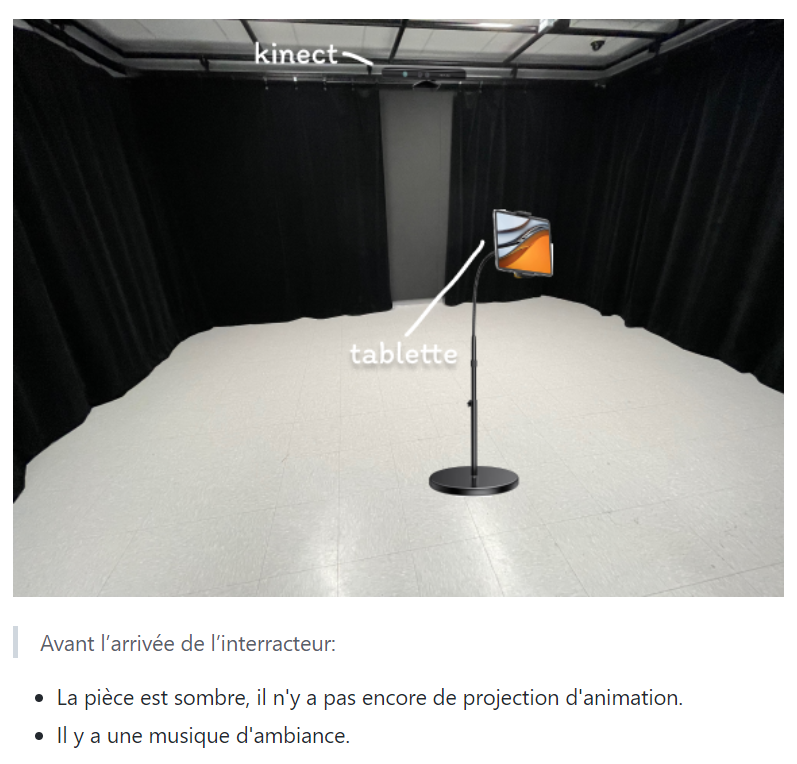 kinect
tablette
Avant l’arrivée de l’interracteur:
La pièce est sombre, il n'y a pas encore de projection d'animation.
Il y a une musique d'ambiance.